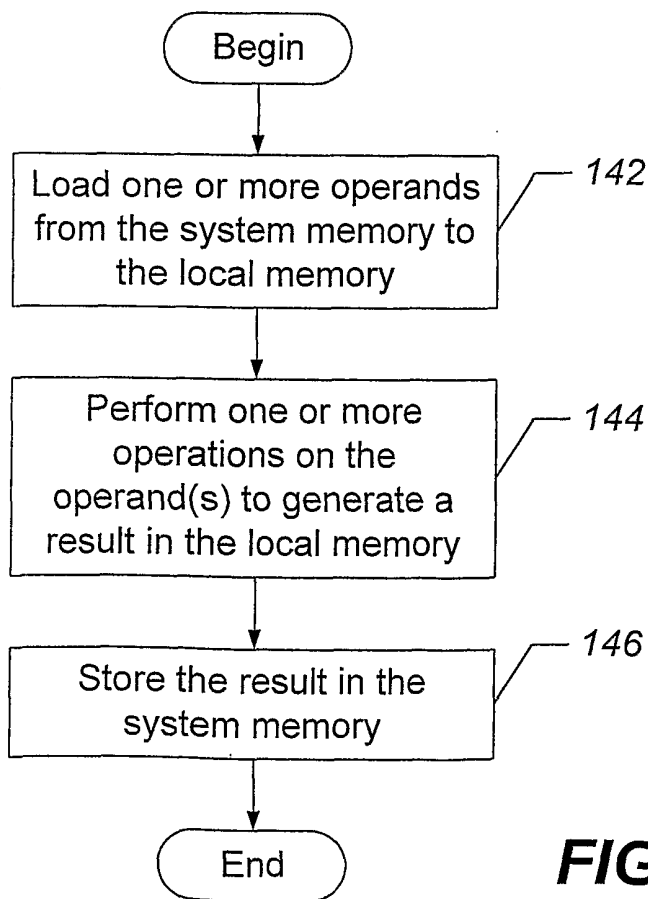 Begin
Load one or more operands
from the system memory to
the local memory
142
Perform one or more
operations on the
operand(s) to generate a
result in the local memory
144
Store the result in the
system memory
146
End
FIG